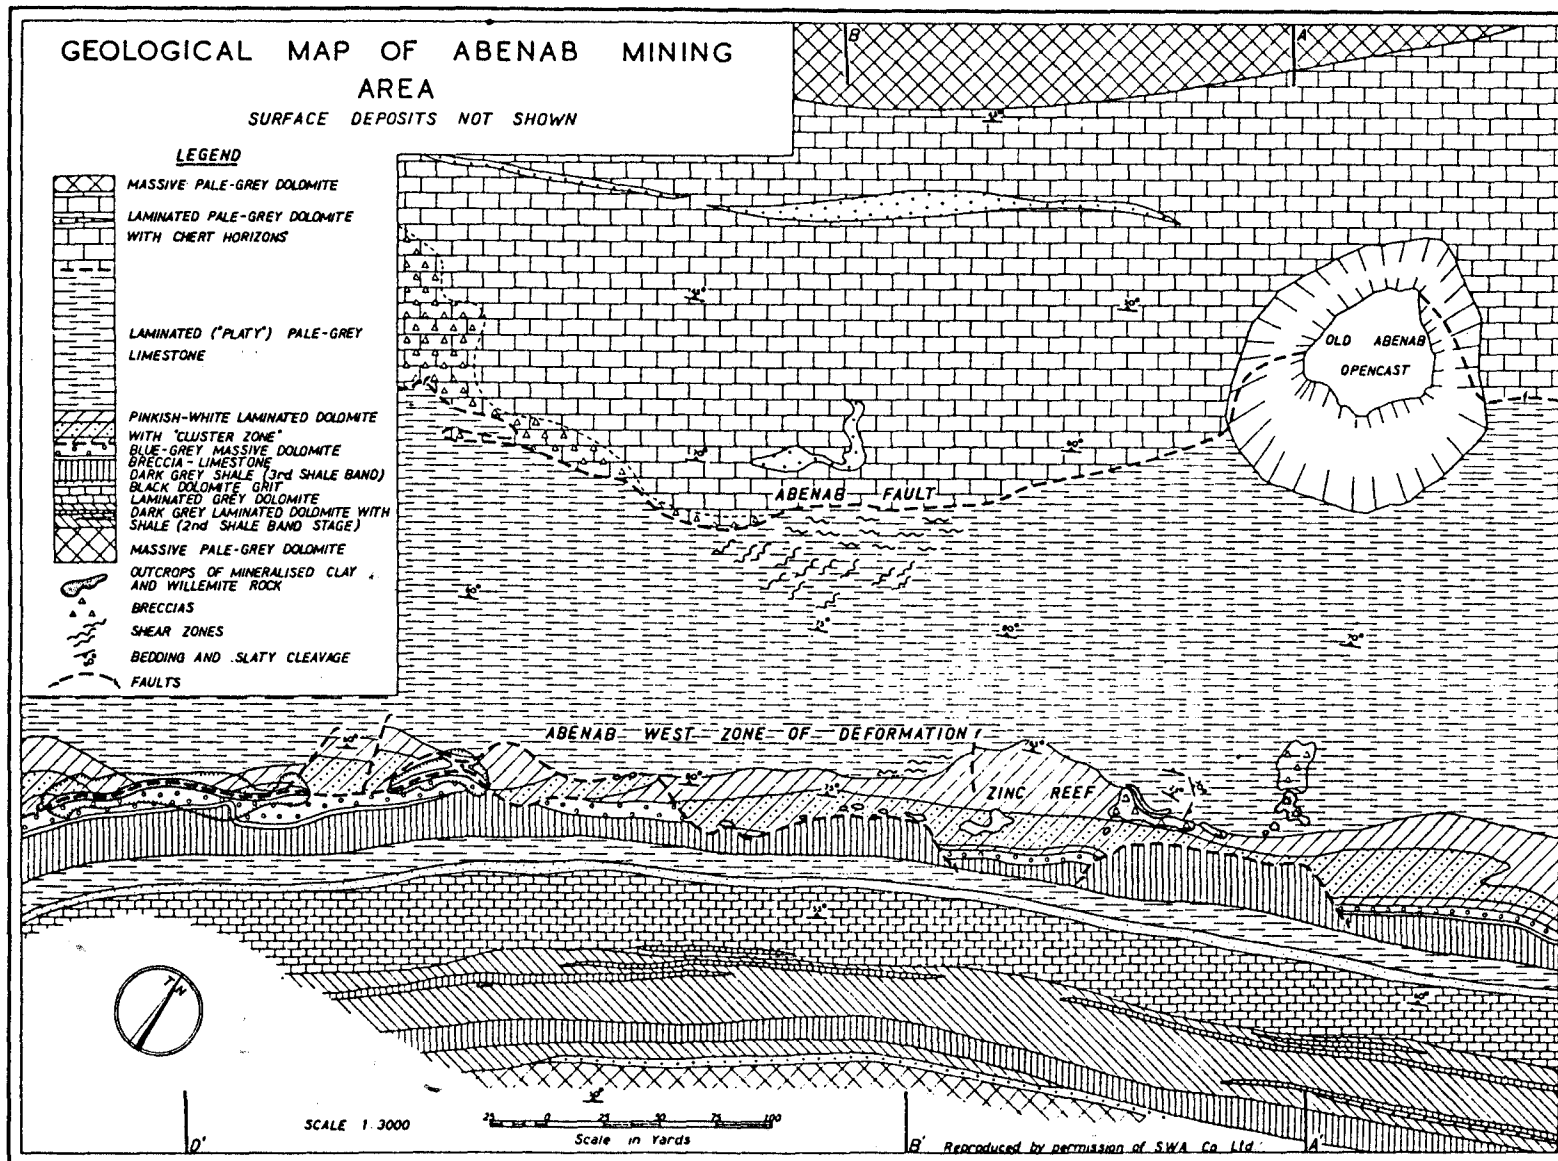 GEOLOGICAL MAP OF ABENAB MINING
AREA
SURFACE DEPOSITS NOT SHOWN
LEGEND
MASSIVE PALE-GREY DOLOMITE
LAMINATED PALE-GREY DOLOMITE
WITH CHERT HORIZONS
LAMINATED ("PLATY") PALE-GREY
LIMESTONE
PINKISH-WHITE LAMINATED DOLOMITE
WITH "CLUSTER ZONE"
BLUE-GREY MASSIVE DOLOMITE
BRECCIA-LIMESTONE
DARK GREY SHALE (3rd SHALE BAND)
BLACK DOLOMITE GRIT
LAMINATED GREY DOLOMITE
DARK GREY LAMINATED DOLOMITE WITH
SHALE (2nd SHALE BAND STAGE)
MASSIVE PALE-GREY DOLOMITE
OUTCROPS OF MINERALISED CLAY
AND WILLEMITE ROCK
BRECCIAS
SHEAR ZONES
BEDDING AND SLATY CLEAVAGE
FAULTS
B
A
OLD ABENAB
OPENCAST
ABENAB FAULT
ABENAB WEST ZONE OF DEFORMATION
ZINC REEF
T N
D'
SCALE 1:3000
25 0 25 50 75 100
Scale in Yards
B'
Reproduced by permission of S.W.A. Co. Ltd.
A'